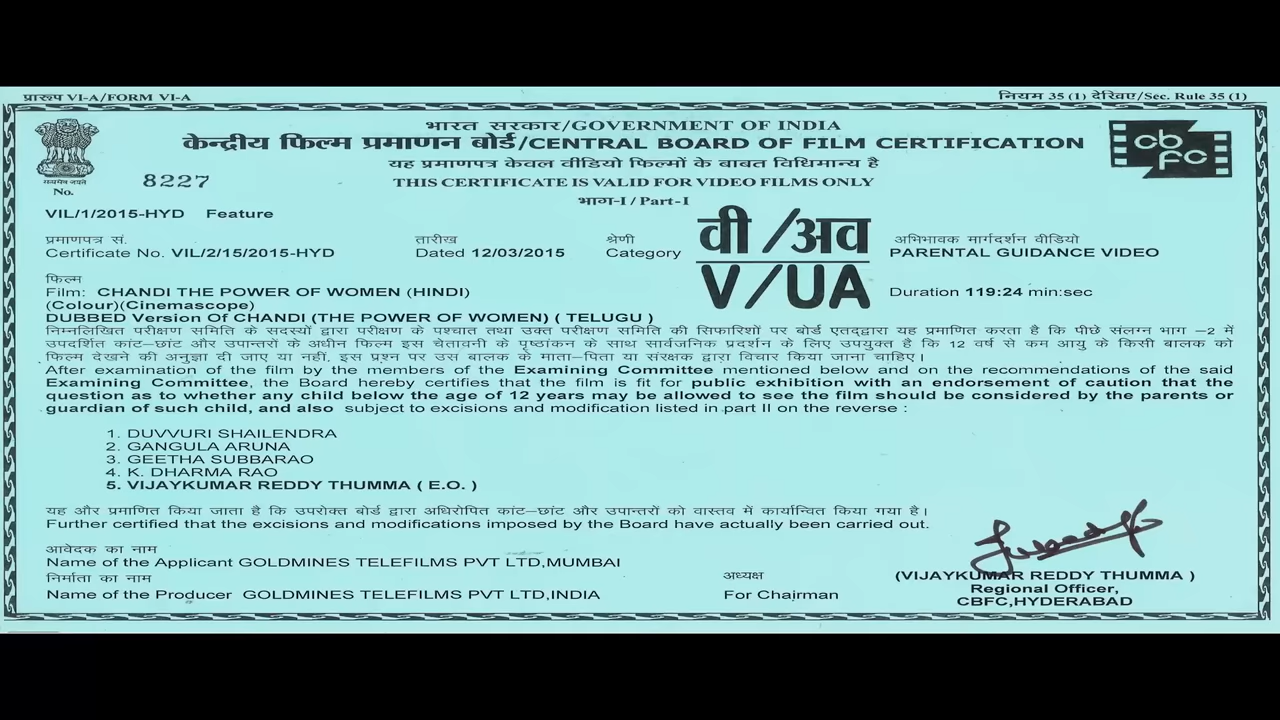 प्रारूप VI-A/FORM VI-A
नियम 35 (1) देखिए/Sec. Rule 35 (1)
भारत सरकार/GOVERNMENT OF INDIA
केन्द्रीय फिल्म प्रमाणन बोर्ड/CENTRAL BOARD OF FILM CERTIFICATION
cb
fc
यह प्रमाणपत्र केवल वीडियो फिल्मों के बाबत विधिमान्य है
सत्यमेव जयते
No. 8227
THIS CERTIFICATE IS VALID FOR VIDEO FILMS ONLY
भाग-I / Part-I
VIL/1/2015-HYD Feature
प्रमाणपत्र सं. तारीख श्रेणी वी/अव अभिभावक मार्गदर्शन वीडियो
Certificate No. VIL/2/15/2015-HYD Dated 12/03/2015 Category V/UA PARENTAL GUIDANCE VIDEO
फिल्म
Film: CHANDI THE POWER OF WOMEN (HINDI) Duration 119:24 min:sec
(Colour)(Cinemascope)
DUBBED Version Of CHANDI (THE POWER OF WOMEN) ( TELUGU )
निम्नलिखित परीक्षण समिति के सदस्यों द्वारा परीक्षण के पश्चात तथा उक्त परीक्षण समिति की सिफारिशों पर बोर्ड एतद्द्वारा यह प्रमाणित करता है कि पीछे संलग्न भाग –2 में
उपदर्शित कांट–छांट और उपान्तरों के अधीन फिल्म इस चेतावनी के पृष्ठांकन के साथ सार्वजनिक प्रदर्शन के लिए उपयुक्त है कि 12 वर्ष से कम आयु के किसी बालक को
फिल्म देखने की अनुज्ञा दी जाए या नहीं, इस प्रश्न पर उस बालक के माता–पिता या संरक्षक द्वारा विचार किया जाना चाहिए।
After examination of the film by the members of the Examining Committee mentioned below and on the recommendations of the said
Examining Committee, the Board hereby certifies that the film is fit for public exhibition with an endorsement of caution that the
question as to whether any child below the age of 12 years may be allowed to see the film should be considered by the parents or
guardian of such child, and also subject to excisions and modification listed in part II on the reverse :
1. DUVVURI SHAILENDRA
2. GANGULA ARUNA
3. GEETHA SUBBARAO
4. K. DHARMA RAO
5. VIJAYKUMAR REDDY THUMMA ( E.O. )
यह और प्रमाणित किया जाता है कि उपरोक्त बोर्ड द्वारा अधिरोपित कांट–छांट और उपान्तरों को वास्तव में कार्यान्वित किया गया है।
Further certified that the excisions and modifications imposed by the Board have actually been carried out.
आवेदक का नाम
Name of the Applicant GOLDMINES TELEFILMS PVT LTD,MUMBAI
निर्माता का नाम अध्यक्ष (VIJAYKUMAR REDDY THUMMA )
Name of the Producer GOLDMINES TELEFILMS PVT LTD,INDIA For Chairman Regional Officer,
CBFC,HYDERABAD